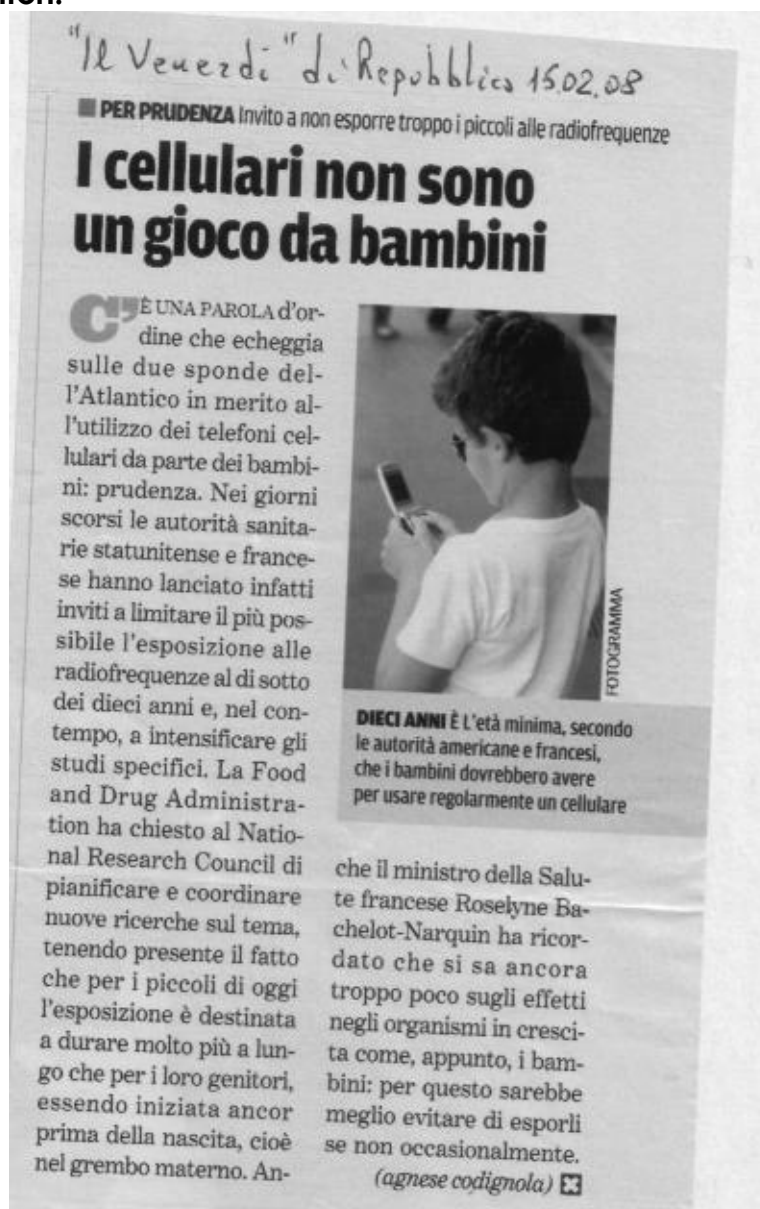 "Il Venerdì" di Repubblica 15.02.08
PER PRUDENZA Invito a non esporre troppo i piccoli alle radiofrequenze
I cellulari non sono
un gioco da bambini
C'È UNA PAROLA d'or-
dine che echeggia
sulle due sponde del-
l'Atlantico in merito al-
l'utilizzo dei telefoni cel-
lulari da parte dei bambi-
ni: prudenza. Nei giorni
scorsi le autorità sanita-
rie statunitense e france-
se hanno lanciato infatti
inviti a limitare il più pos-
sibile l'esposizione alle
radiofrequenze al di sotto
dei dieci anni e, nel con-
tempo, a intensificare gli
studi specifici. La Food
and Drug Administra-
tion ha chiesto al Natio-
nal Research Council di
pianificare e coordinare
nuove ricerche sul tema,
tenendo presente il fatto
che per i piccoli di oggi
l'esposizione è destinata
a durare molto più a lun-
go che per i loro genitori,
essendo iniziata ancor
prima della nascita, cioè
nel grembo materno. An-
FOTOGRAMMA
DIECI ANNI È L'età minima, secondo
le autorità americane e francesi,
che i bambini dovrebbero avere
per usare regolarmente un cellulare
che il ministro della Salu-
te francese Roselyne Ba-
chelot-Narquin ha ricor-
dato che si sa ancora
troppo poco sugli effetti
negli organismi in cresci-
ta come, appunto, i bam-
bini: per questo sarebbe
meglio evitare di esporli
se non occasionalmente.
(agnese codignola)